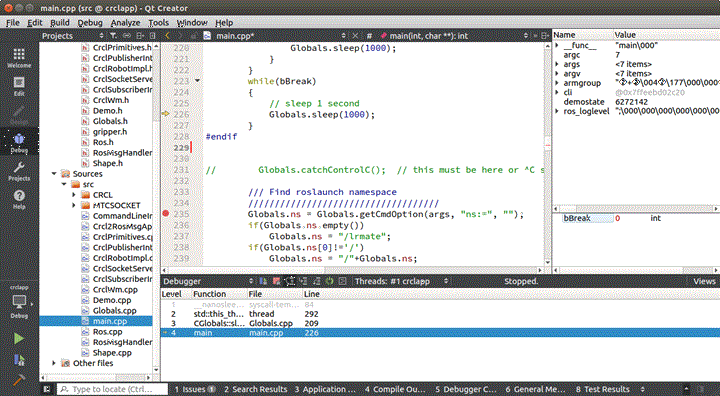 main.cpp (src @ crclapp) - Qt Creator
File Edit Build Debug Analyze Tools Window Help
Projects
main.cpp*
# main(int, char **): int
Name Value
Welcome
Edit
Debug
Projects
Help
crclapp
Debug
CrclPrimitives.h
CrclPublisherInt
CrclRobotImpl.h
CrclSocketServe
CrclSubscriberIn
CrclWm.h
Demo.h
Globals.h
gripper.h
Ros.h
RosMsgHandler
Shape.h
Sources
src
CRCL
MTCSOCKET
CommandLineIn
Crcl2RosMsgAp
CrclPrimitives.c
CrclPublisherInt
CrclRobotImpl.c
CrclSocketServe
CrclSubscriberIn
CrclWm.cpp
Demo.cpp
Globals.cpp
main.cpp
Ros.cpp
RosMsgHandler
Shape.cpp
Other files
220 Globals.sleep(1000);
221 }
222 }
223 while(bBreak)
224 {
225 // sleep 1 second
226 Globals.sleep(1000);
227 }
228 #endif
229
230
231 // Globals.catchControlC(); // this must be here or ^C s
232
233 /// Find roslaunch namespace
234 ////////////////////////////////////
235 Globals.ns = Globals.getCmdOption(args, "ns:=", "");
236 if(Globals.ns.empty())
237 Globals.ns = "/lrmate";
238 if(Globals.ns[0]!='/')
239 Globals.ns = "/"+Globals.ns;
__func__ "main\000"
argc 7
args <7 items>
argv <7 items>
armgroup
cli @0x7ffeebd02c20
demostate 6272142
ros_loglevel
bBreak 0 int
Debugger Threads: #1 crclapp Stopped. Views
Level Function File Line
1 __nanosleep syscall-tem... 84
2 std::this_th... thread 292
3 CGlobals::sl... Globals.cpp 209
4 main main.cpp 226
Type to locate (Ctrl...
1 Issues 1 2 Search Results 3 Application ... 4 Compile Ou... 5 Debugger C... 6 General Me... 8 Test Results